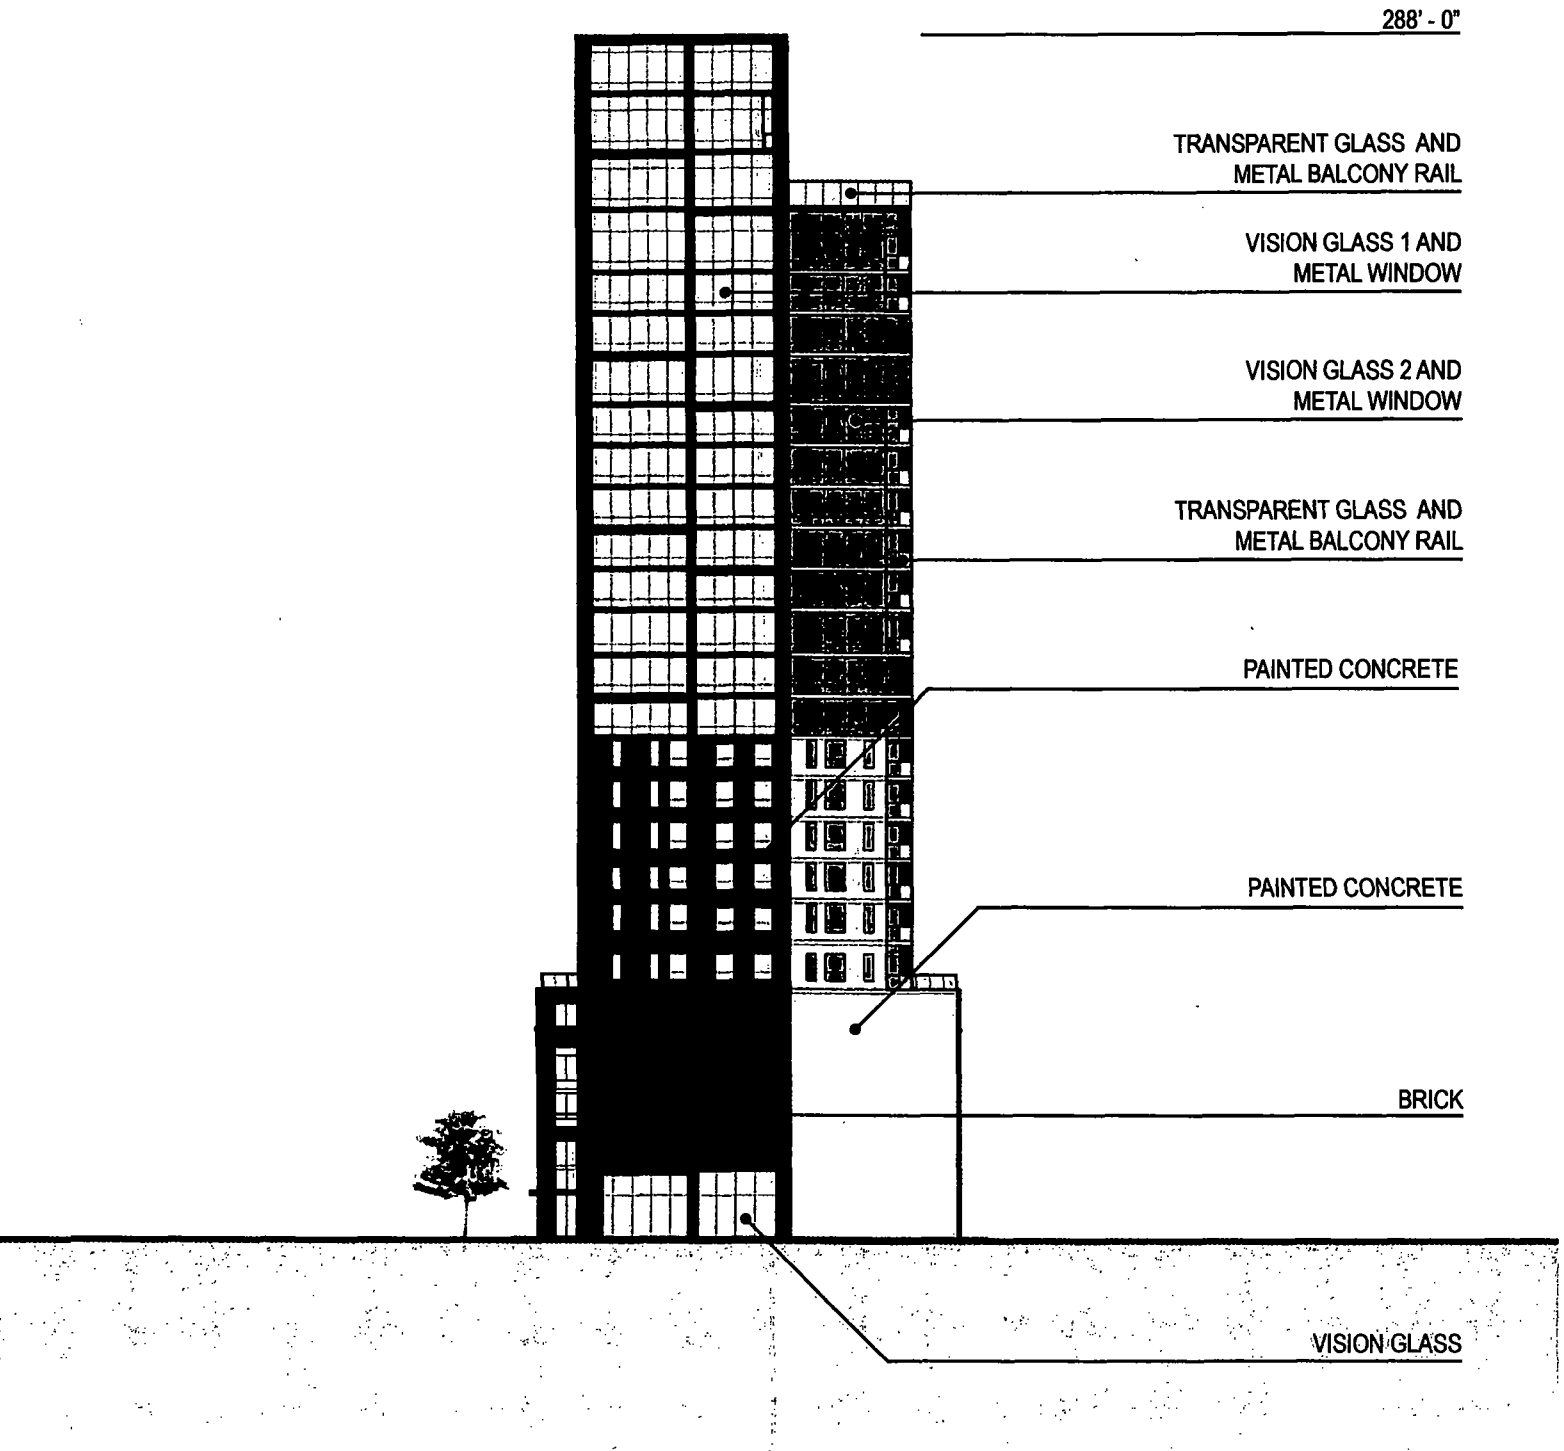 288' - 0"
TRANSPARENT GLASS AND
METAL BALCONY RAIL
VISION GLASS 1 AND
METAL WINDOW
VISION GLASS 2 AND
METAL WINDOW
TRANSPARENT GLASS AND
METAL BALCONY RAIL
PAINTED CONCRETE
PAINTED CONCRETE
BRICK
VISION GLASS